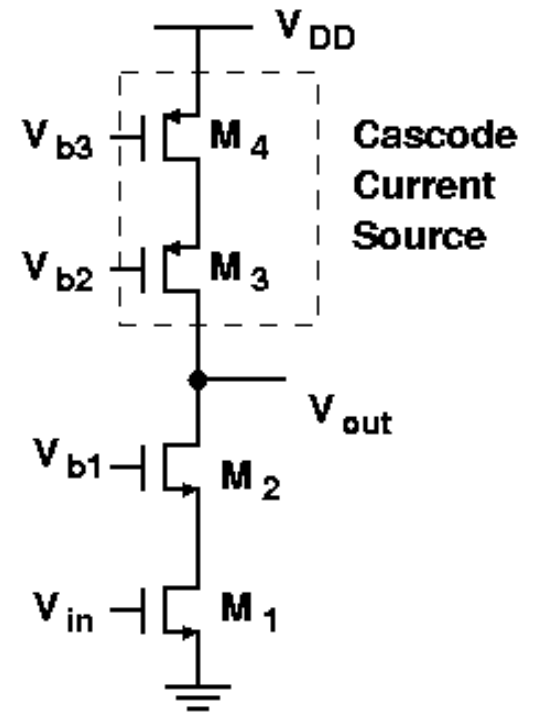 V DD
V b3 M 4 Cascode
Current
Source
V b2 M 3
V out
V b1 M 2
V in M 1